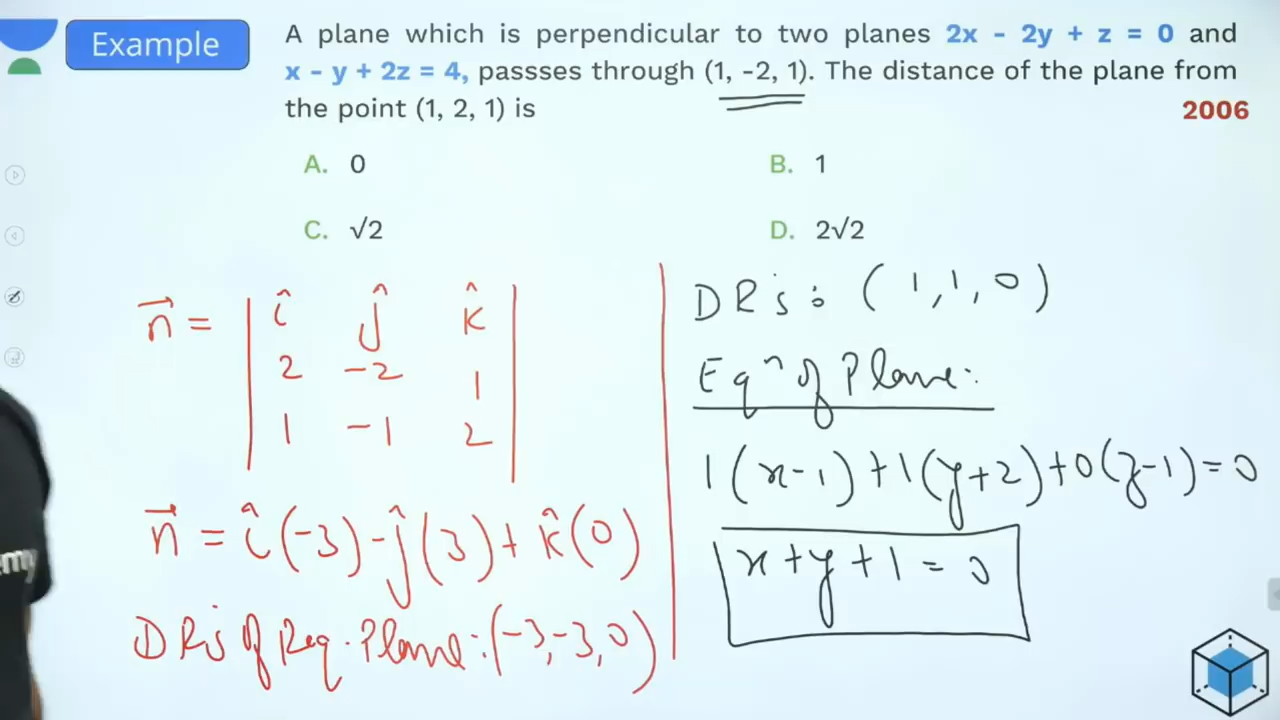 Example
A plane which is perpendicular to two planes 2x - 2y + z = 0 and
x - y + 2z = 4, passses through (1, -2, 1). The distance of the plane from
the point (1, 2, 1) is
2006
A. 0
B. 1
C. √2
D. 2√2
n⃗ = | î ĵ k̂ |
2 -2 1
1 -1 2
n⃗ = î(-3) - ĵ(3) + k̂(0)
DRs of Req. Plane: (-3, -3, 0)
DRs: (1, 1, 0)
Eqⁿ of Plane:
1(x-1) + 1(y+2) + 0(z-1) = 0
x + y + 1 = 0